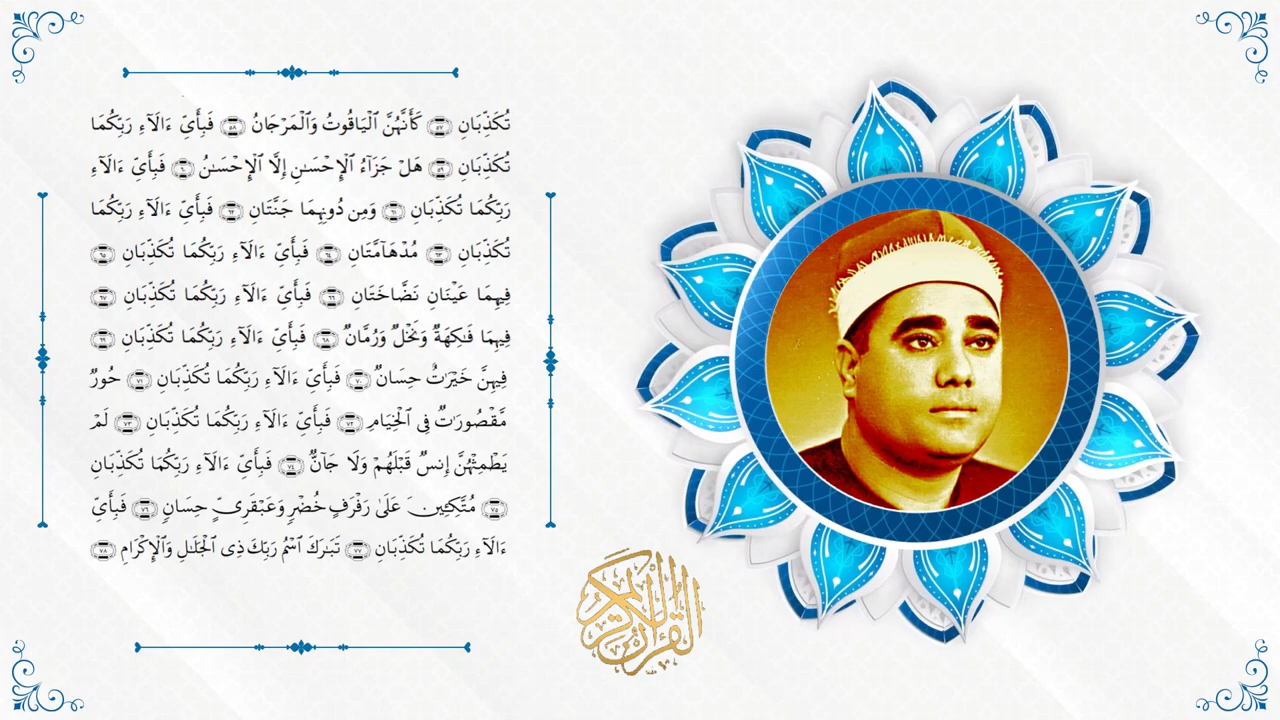 تُكَذِّبَانِ ٥٧ كَأَنَّهُنَّ ٱلْيَاقُوتُ وَٱلْمَرْجَانُ ٥٨ فَبِأَىِّ ءَالَآءِ رَبِّكُمَا
تُكَذِّبَانِ ٥٩ هَلْ جَزَآءُ ٱلْإِحْسَـٰنِ إِلَّا ٱلْإِحْسَـٰنُ ٦٠ فَبِأَىِّ ءَالَآءِ
رَبِّكُمَا تُكَذِّبَانِ ٦١ وَمِن دُونِهِمَا جَنَّتَانِ ٦٢ فَبِأَىِّ ءَالَآءِ رَبِّكُمَا
تُكَذِّبَانِ ٦٣ مُدْهَآمَّتَانِ ٦٤ فَبِأَىِّ ءَالَآءِ رَبِّكُمَا تُكَذِّبَانِ ٦٥
فِيهِمَا عَيْنَانِ نَضَّاخَتَانِ ٦٦ فَبِأَىِّ ءَالَآءِ رَبِّكُمَا تُكَذِّبَانِ ٦٧
فِيهِمَا فَـٰكِهَةٌ وَنَخْلٌ وَرُمَّانٌ ٦٨ فَبِأَىِّ ءَالَآءِ رَبِّكُمَا تُكَذِّبَانِ ٦٩
فِيهِنَّ خَيْرَٰتٌ حِسَانٌ ٧٠ فَبِأَىِّ ءَالَآءِ رَبِّكُمَا تُكَذِّبَانِ ٧١ حُورٌ
مَّقْصُورَٰتٌ فِى ٱلْخِيَامِ ٧٢ فَبِأَىِّ ءَالَآءِ رَبِّكُمَا تُكَذِّبَانِ ٧٣ لَمْ
يَطْمِثْهُنَّ إِنسٌ قَبْلَهُمْ وَلَا جَآنٌّ ٧٤ فَبِأَىِّ ءَالَآءِ رَبِّكُمَا تُكَذِّبَانِ
٧٥ مُتَّكِـِٔينَ عَلَىٰ رَفْرَفٍ خُضْرٍ وَعَبْقَرِىٍّ حِسَانٍ ٧٦ فَبِأَىِّ
ءَالَآءِ رَبِّكُمَا تُكَذِّبَانِ ٧٧ تَبَـٰرَكَ ٱسْمُ رَبِّكَ ذِى ٱلْجَلَـٰلِ وَٱلْإِكْرَامِ ٧٨
القرآن الكريم